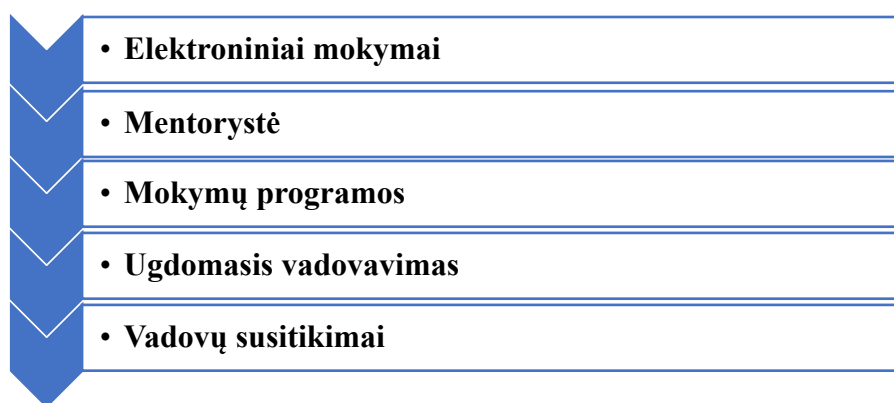 • Elektroniniai mokymai
• Mentorystė
• Mokymų programos
• Ugdomasis vadovavimas
• Vadovų susitikimai